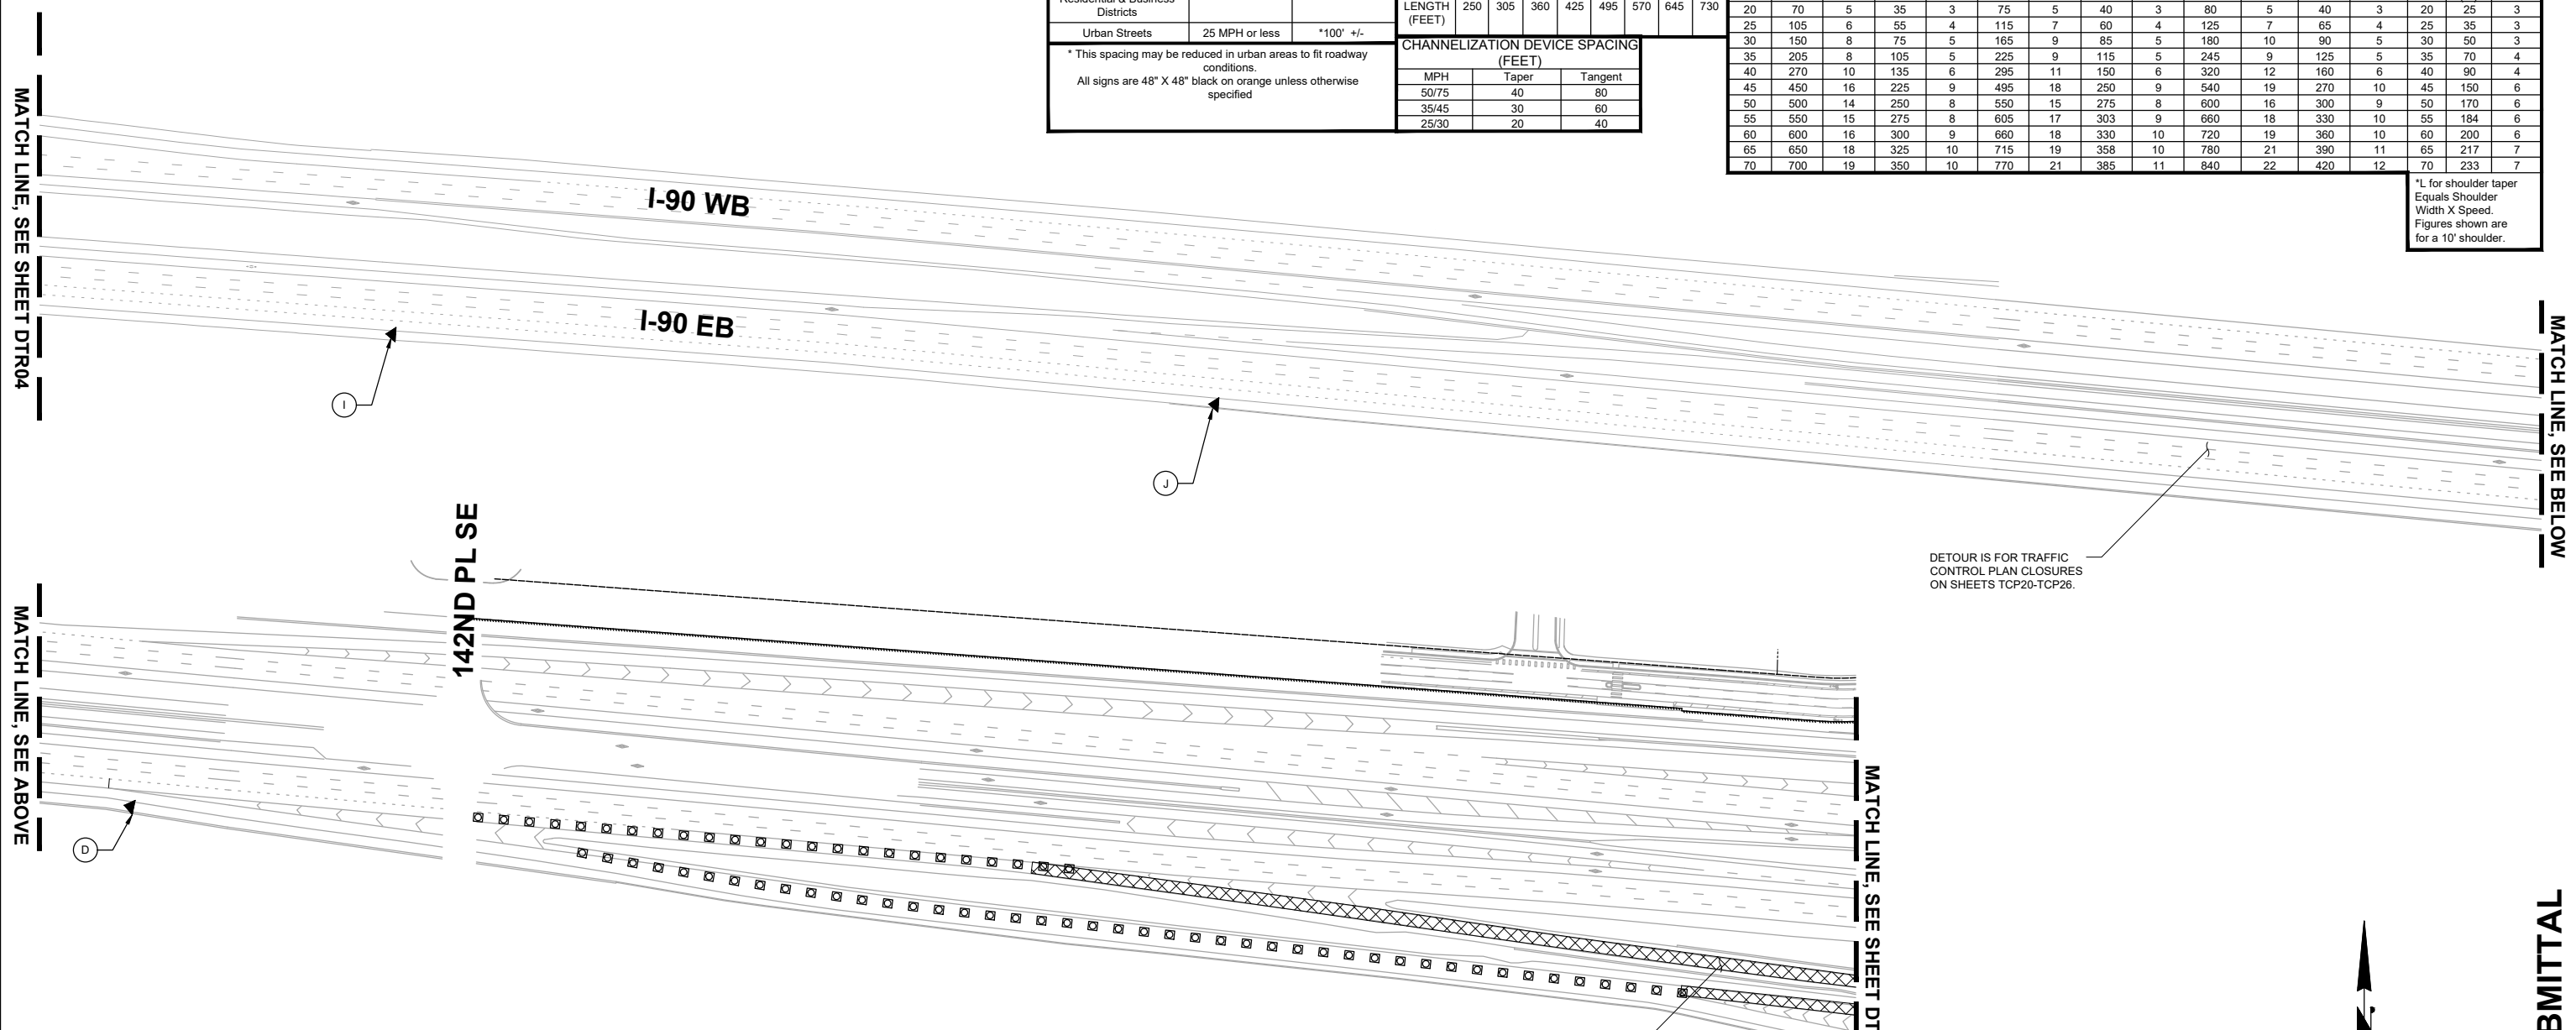 Residential & Business
Districts
Urban Streets 25 MPH or less *100' +/-
* This spacing may be reduced in urban areas to fit roadway
conditions.
All signs are 48" X 48" black on orange unless otherwise
specified
LENGTH
(FEET) 250 305 360 425 495 570 645 730
CHANNELIZATION DEVICE SPACING
(FEET)
MPH Taper Tangent
50/75 40 80
35/45 30 60
25/30 20 40
20 70 5 35 3 75 5 40 3 80 5 40 3 20 25 3
25 105 6 55 4 115 7 60 4 125 7 65 4 25 35 3
30 150 8 75 5 165 9 85 5 180 10 90 5 30 50 3
35 205 8 105 5 225 9 115 5 245 9 125 5 35 70 4
40 270 10 135 6 295 11 150 6 320 12 160 6 40 90 4
45 450 16 225 9 495 18 250 9 540 19 270 10 45 150 6
50 500 14 250 8 550 15 275 8 600 16 300 9 50 170 6
55 550 15 275 8 605 17 303 9 660 18 330 10 55 184 6
60 600 16 300 9 660 18 330 10 720 19 360 10 60 200 6
65 650 18 325 10 715 19 358 10 780 21 390 11 65 217 7
70 700 19 350 10 770 21 385 11 840 22 420 12 70 233 7
*L for shoulder taper
Equals Shoulder
Width X Speed.
Figures shown are
for a 10' shoulder.
MATCH LINE, SEE SHEET DTR04
I-90 WB
I-90 EB
I
J
MATCH LINE, SEE BELOW
DETOUR IS FOR TRAFFIC
CONTROL PLAN CLOSURES
ON SHEETS TCP20-TCP26.
142ND PL SE
MATCH LINE, SEE ABOVE
D
MATCH LINE, SEE SHEET DT